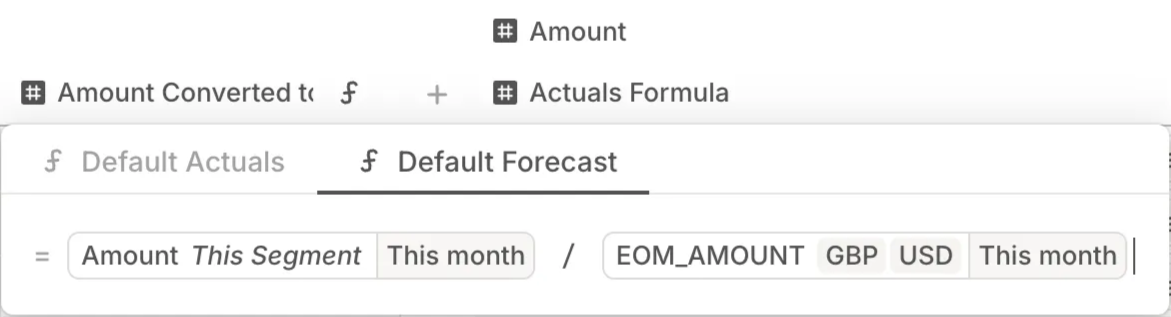 Amount
Amount Converted to
Actuals Formula
Default Actuals
Default Forecast
= Amount This Segment This month / EOM_AMOUNT GBP USD This month